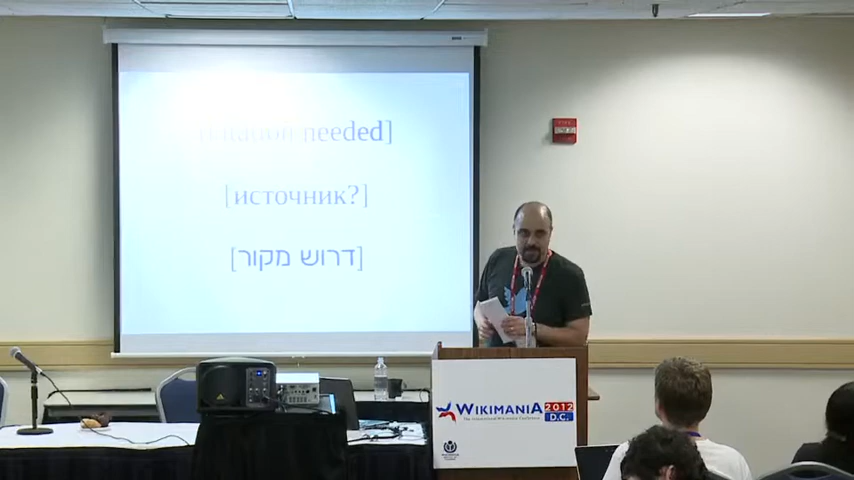 needed]
[источник?]
[דרוש מקור]
WIKIMANIA 2012
D.C.